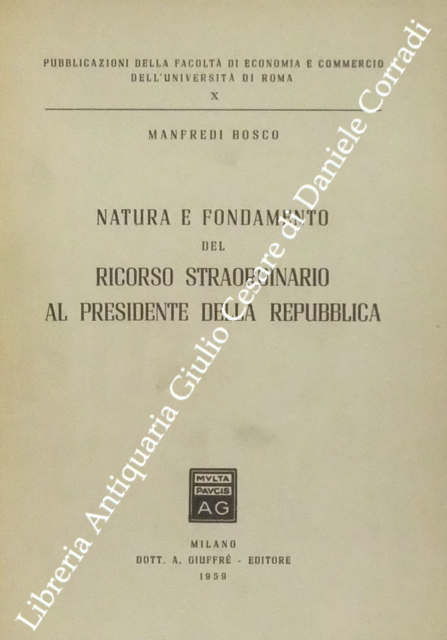 PUBBLICAZIONI DELLA FACOLTÀ DI ECONOMIA E COMMERCIO
DELL'UNIVERSITÀ DI ROMA
X
MANFREDI BOSCO
NATURA E FONDAMENTO
DEL
RICORSO STRAORDINARIO
AL PRESIDENTE DELLA REPUBBLICA
MVLTA
PAVCIS
AG
MILANO
DOTT. A. GIUFFRÈ - EDITORE
1959
Libreria Antiquaria Giulio Cesare di Daniele Corradi